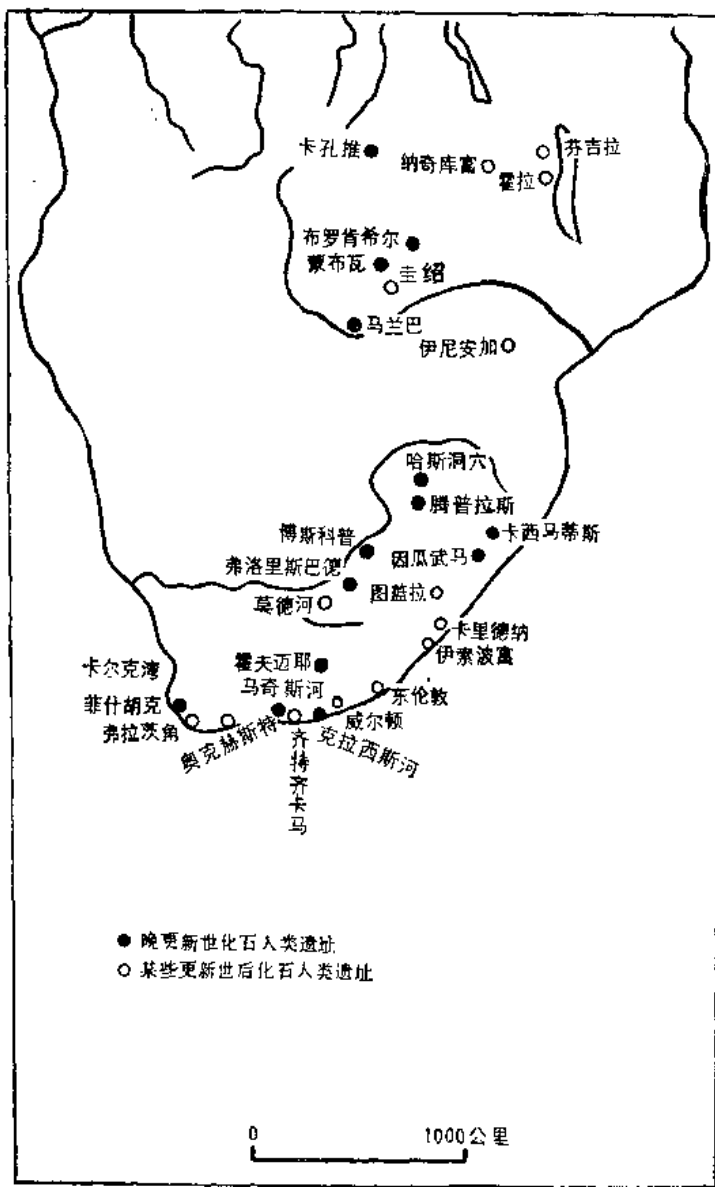 卡孔推
芬吉拉
纳奇库富
霍拉
布罗肯希尔
蒙布瓦
圭绍
马兰巴
伊尼安加
哈斯洞穴
腾普拉斯
卡西马蒂斯
博斯科普
因瓜武马
弗洛里斯巴德
莫德河
图盖拉
卡里德纳
伊索波富
卡尔克湾
霍夫迈耶
马奇斯河
东伦敦
菲什胡克
威尔顿
弗拉茨角
奥克赫斯特
克拉西斯河
齐特齐卡马
● 晚更新世化石人类遗址
○ 某些更新世后化石人类遗址
0 1000公里